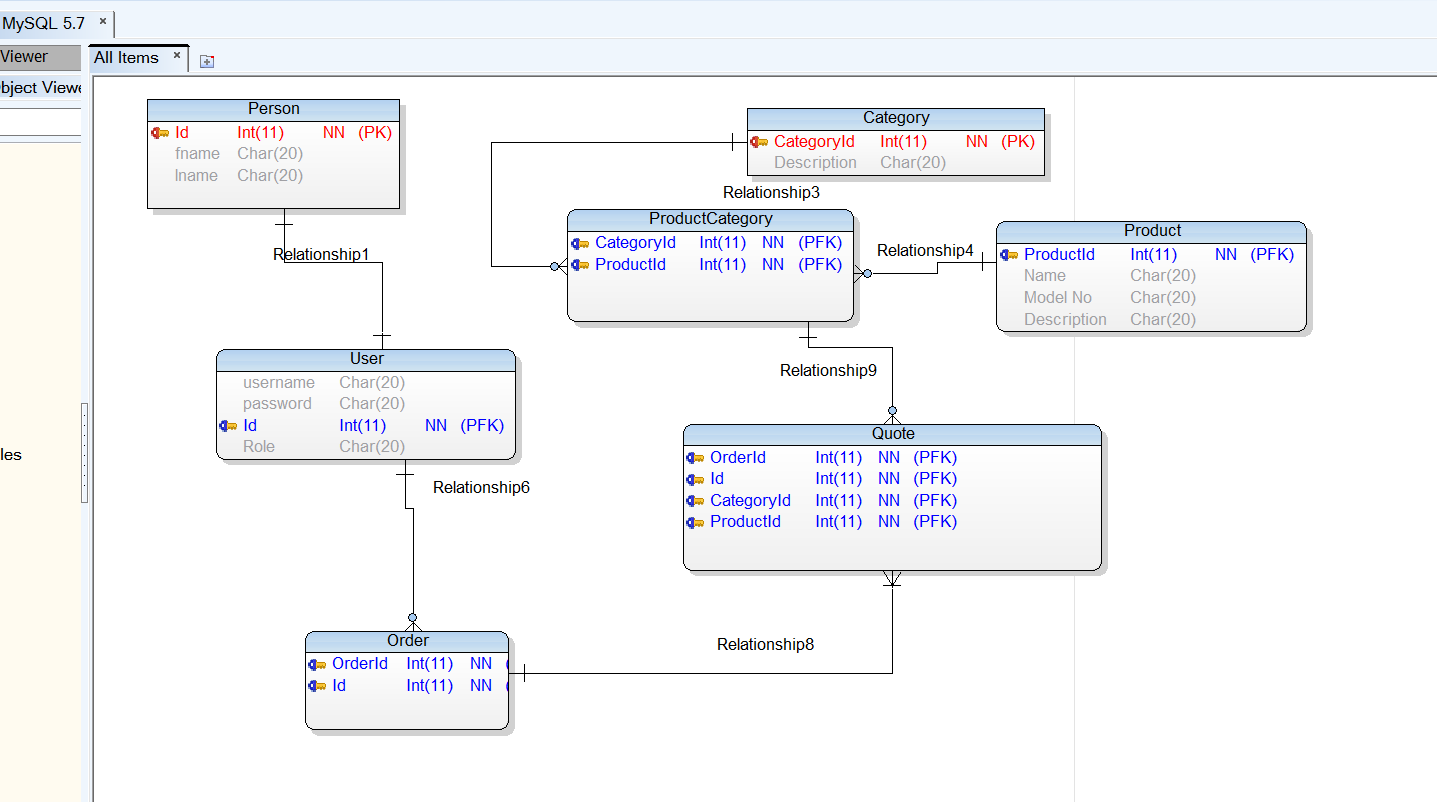 MySQL 5.7
Viewer
All Items
bject Viewe
Person
Id Int(11) NN (PK)
fname Char(20)
lname Char(20)
Relationship1
Category
CategoryId Int(11) NN (PK)
Description Char(20)
Relationship3
ProductCategory
CategoryId Int(11) NN (PFK)
ProductId Int(11) NN (PFK)
Relationship4
Product
ProductId Int(11) NN (PFK)
Name Char(20)
Model No Char(20)
Description Char(20)
User
username Char(20)
password Char(20)
Id Int(11) NN (PFK)
Role Char(20)
Relationship9
Quote
OrderId Int(11) NN (PFK)
Id Int(11) NN (PFK)
CategoryId Int(11) NN (PFK)
ProductId Int(11) NN (PFK)
les
Relationship6
Order
OrderId Int(11) NN (
Id Int(11) NN (
Relationship8